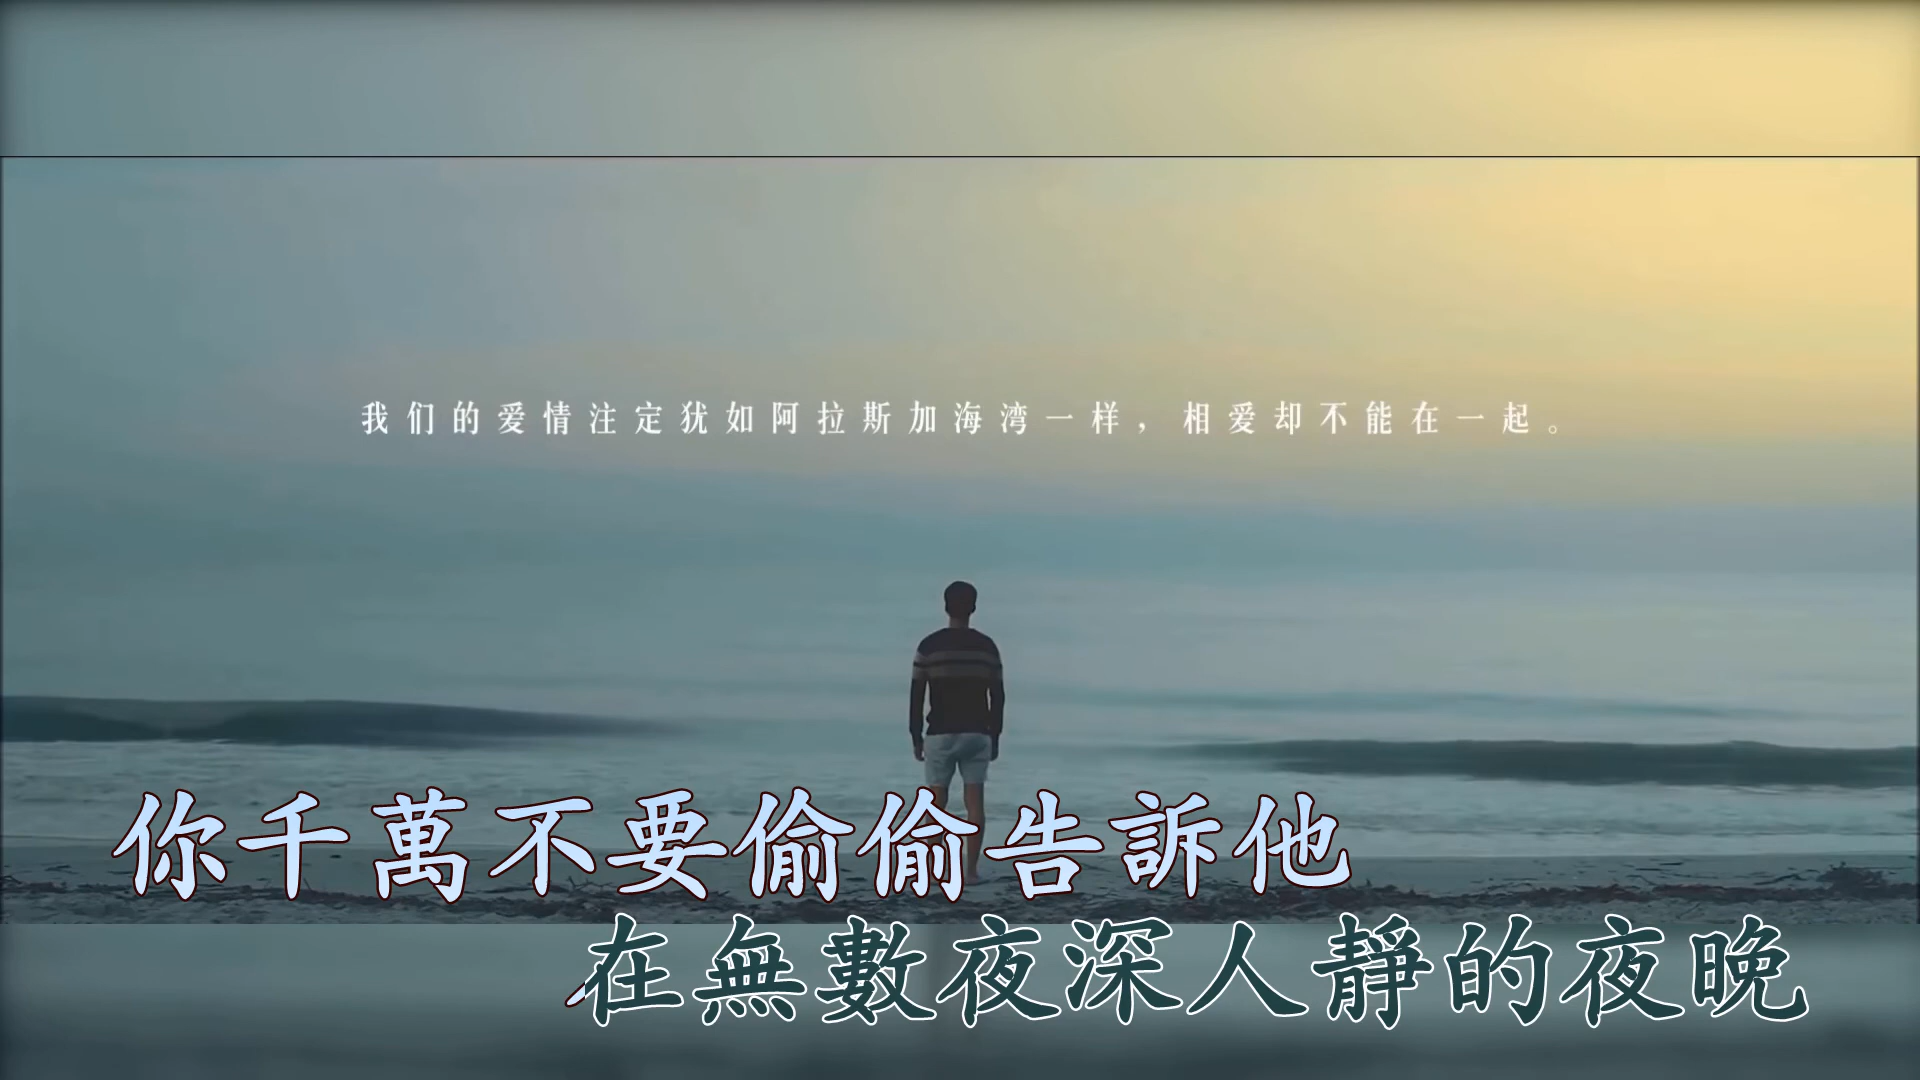 我们的爱情注定犹如阿拉斯加海湾一样，相爱却不能在一起。
你千萬不要偷偷告訴他
在無數夜深人靜的夜晚